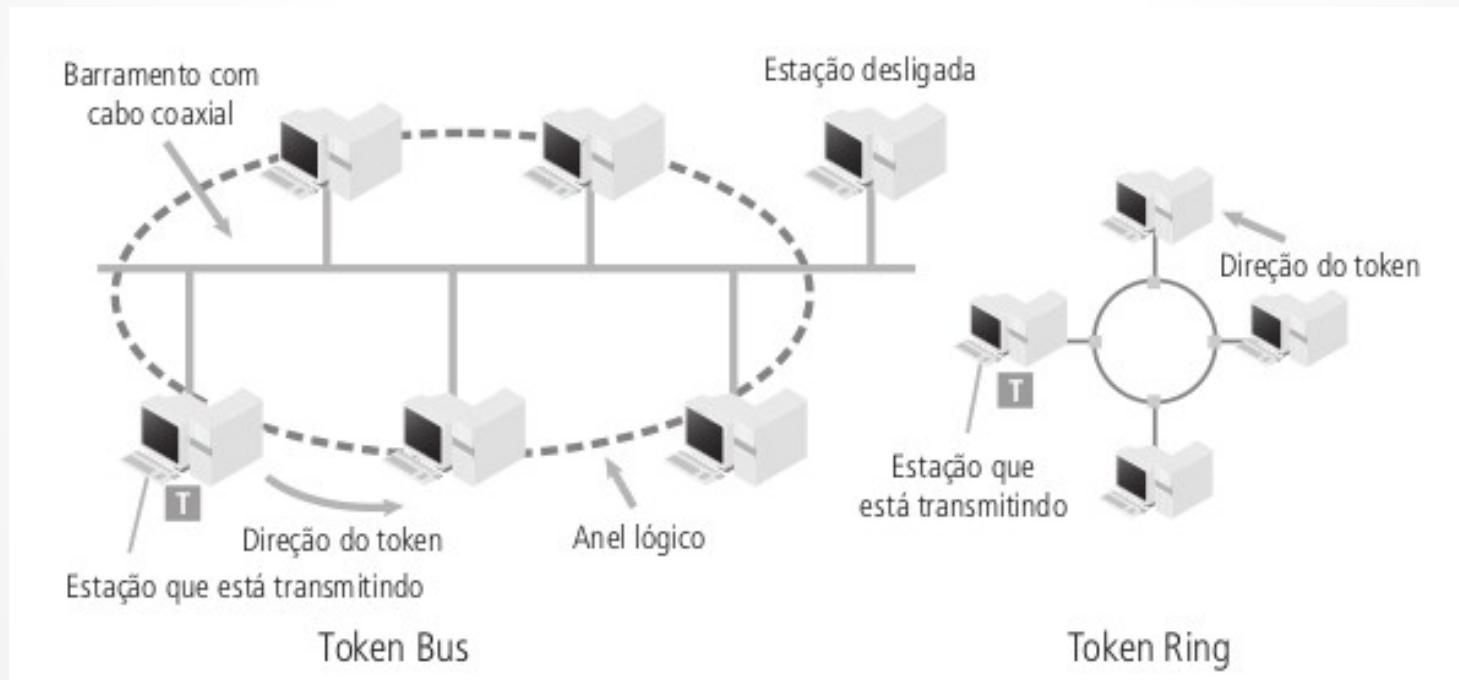 Barramento com
cabo coaxial
Estação desligada
Direção do token
T
Estação que está transmitindo
Direção do token
Anel lógico
T
Estação que
está transmitindo
Token Bus
Token Ring